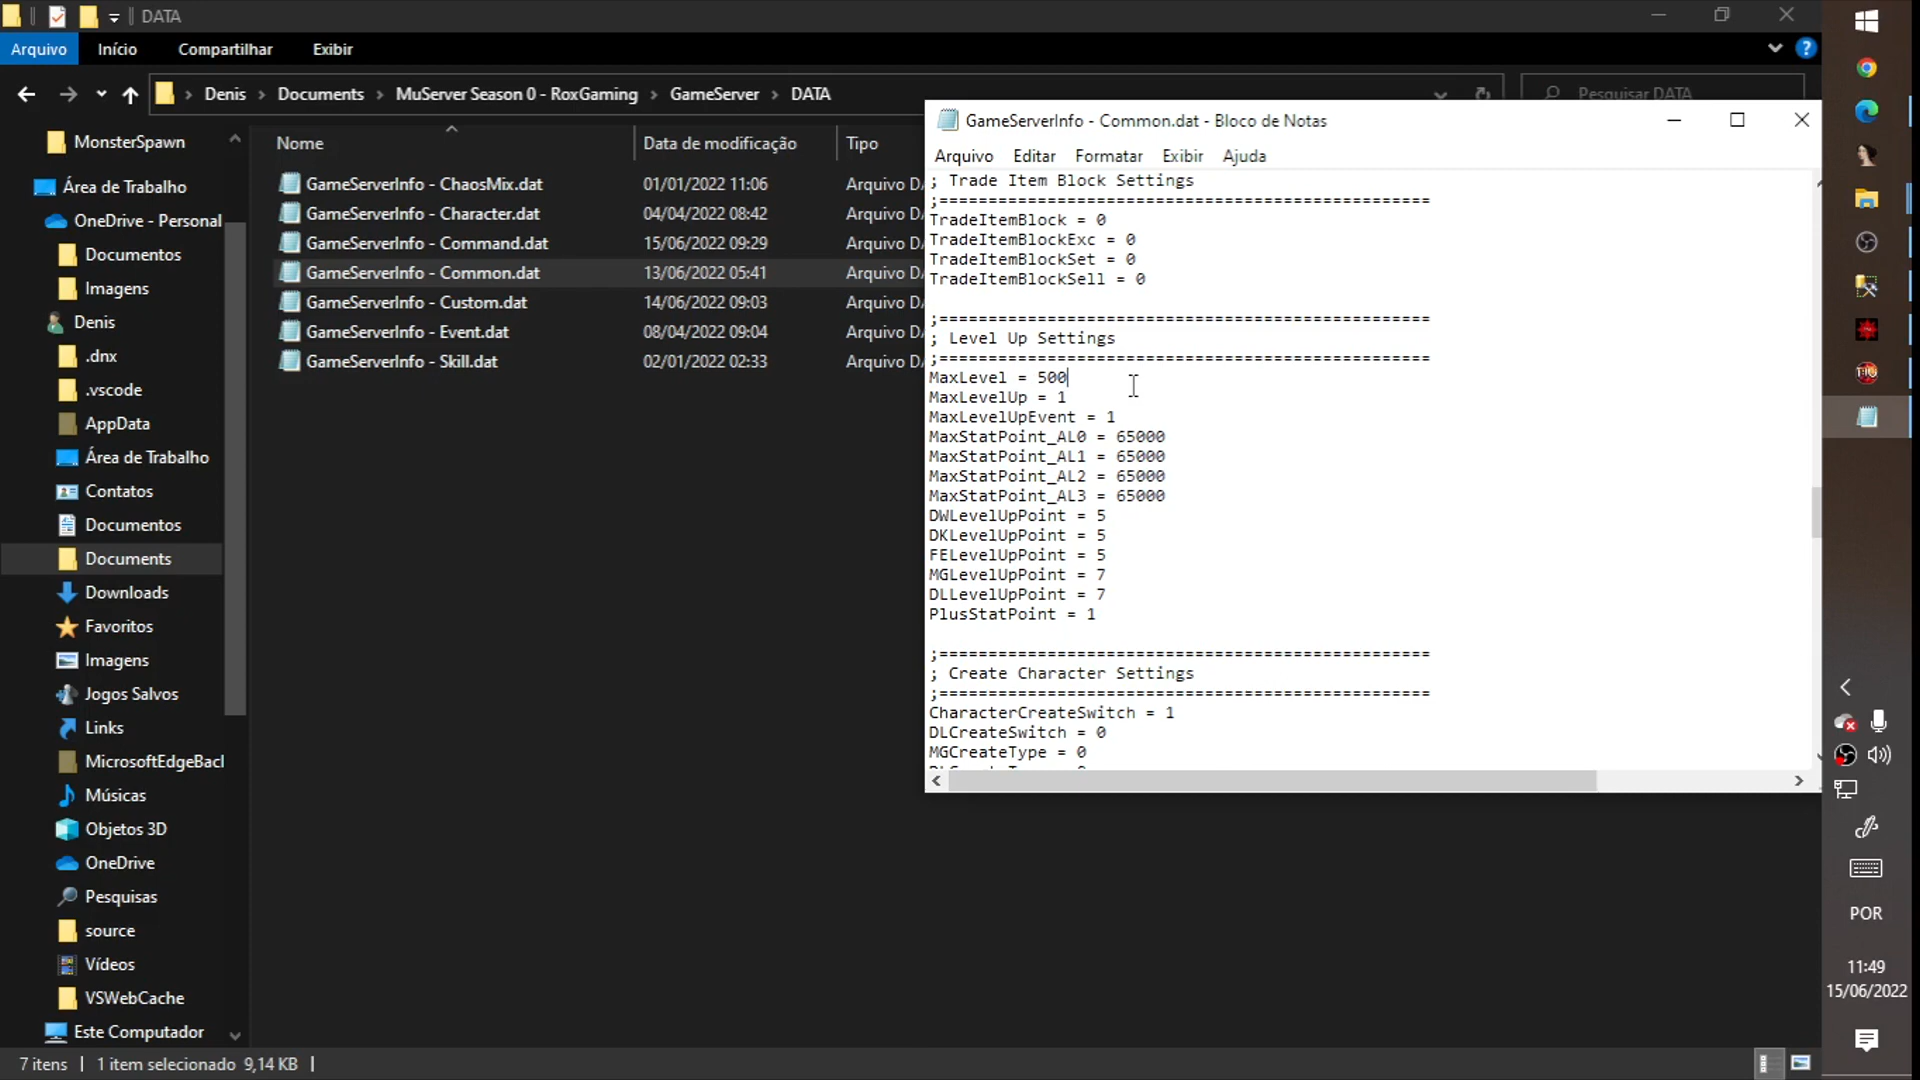 DATA
Arquivo Início Compartilhar Exibir
Denis Documents MuServer Season 0 - RoxGaming GameServer DATA
Pesquisar DATA
MonsterSpawn
Área de Trabalho
OneDrive - Personal
Documentos
Imagens
Denis
.dnx
.vscode
AppData
Área de Trabalho
Contatos
Documentos
Documents
Downloads
Favoritos
Imagens
Jogos Salvos
Links
MicrosoftEdgeBacl
Músicas
Objetos 3D
OneDrive
Pesquisas
source
Vídeos
VSWebCache
Este Computador
Nome Data de modificação Tipo
GameServerInfo - ChaosMix.dat 01/01/2022 11:06 Arquivo D
GameServerInfo - Character.dat 04/04/2022 08:42 Arquivo D
GameServerInfo - Command.dat 15/06/2022 09:29 Arquivo D
GameServerInfo - Common.dat 13/06/2022 05:41 Arquivo D
GameServerInfo - Custom.dat 14/06/2022 09:03 Arquivo D
GameServerInfo - Event.dat 08/04/2022 09:04 Arquivo D
GameServerInfo - Skill.dat 02/01/2022 02:33 Arquivo D
GameServerInfo - Common.dat - Bloco de Notas
Arquivo Editar Formatar Exibir Ajuda
; Trade Item Block Settings
;==================================================
TradeItemBlock = 0
TradeItemBlockExc = 0
TradeItemBlockSet = 0
TradeItemBlockSell = 0
;==================================================
; Level Up Settings
;==================================================
MaxLevel = 500
MaxLevelUp = 1
MaxLevelUpEvent = 1
MaxStatPoint_AL0 = 65000
MaxStatPoint_AL1 = 65000
MaxStatPoint_AL2 = 65000
MaxStatPoint_AL3 = 65000
DWLevelUpPoint = 5
DKLevelUpPoint = 5
FELevelUpPoint = 5
MGLevelUpPoint = 7
DLLevelUpPoint = 7
PlusStatPoint = 1
;==================================================
; Create Character Settings
;==================================================
CharacterCreateSwitch = 1
DLCreateSwitch = 0
MGCreateType = 0
POR
11:49
15/06/2022
7 itens 1 item selecionado 9,14 KB